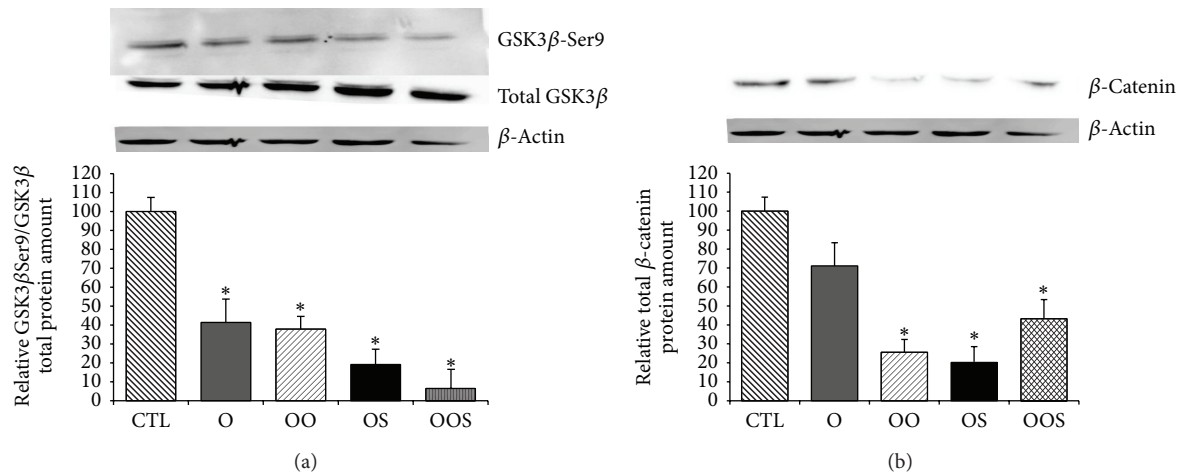 GSK3β-Ser9
Total GSK3β
β-Actin
Relative GSK3βSer9/GSK3β
total protein amount
120
110
100
90
80
70
60
50
40
30
20
10
0
*
*
*
*
CTL O OO OS OOS
(a)
β-Catenin
β-Actin
Relative total β-catenin
protein amount
120
110
100
90
80
70
60
50
40
30
20
10
0
*
*
*
CTL O OO OS OOS
(b)